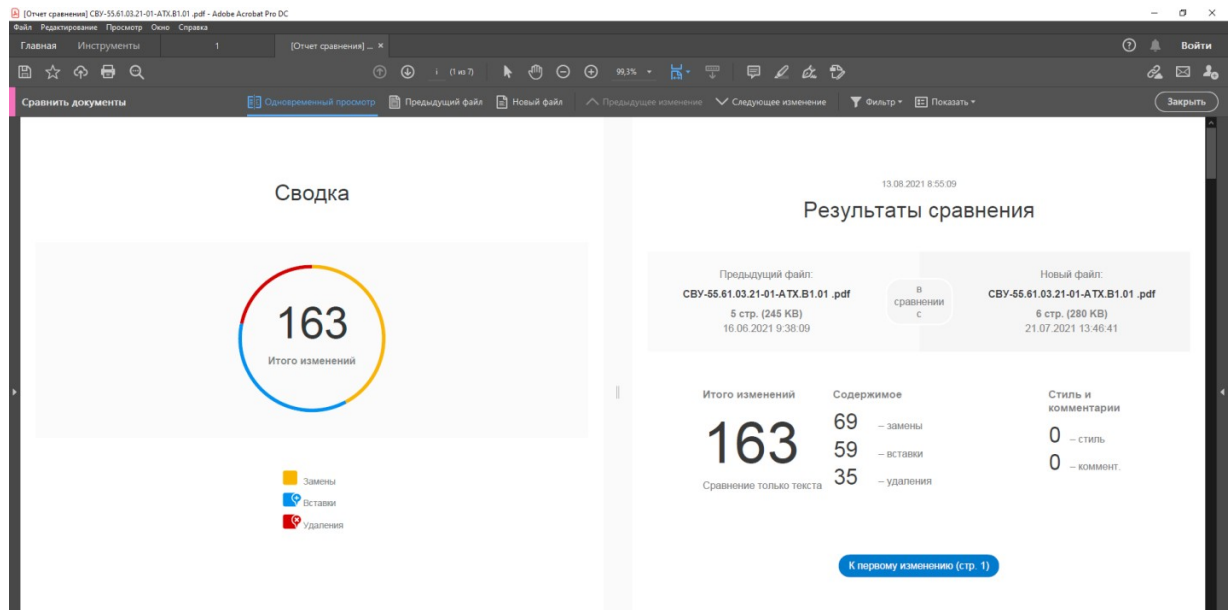 [Отчет сравнения] СВУ-55.61.03.21-01-АТХ.В1.01 .pdf - Adobe Acrobat Pro DC
Файл Редактирование Просмотр Окно Справка
Главная Инструменты 1 [Отчет сравнения] ... × Войти
i (1 из 7) 99,3%
Сравнить документы Одновременный просмотр Предыдущий файл Новый файл Предыдущее изменение Следующее изменение Фильтр Показать Закрыть
Сводка
163
Итого изменений
Замены
Вставки
Удаления
13.08.2021 8:55:09
Результаты сравнения
Предыдущий файл:
СВУ-55.61.03.21-01-АТХ.В1.01 .pdf
5 стр. (245 KB)
16.06.2021 9:38:09
в
сравнении
с
Новый файл:
СВУ-55.61.03.21-01-АТХ.В1.01 .pdf
6 стр. (280 KB)
21.07.2021 13:46:41
Итого изменений
163
Сравнение только текста
Содержимое
69 – замены
59 – вставки
35 – удаления
Стиль и
комментарии
0 – стиль
0 – коммент.
К первому изменению (стр. 1)